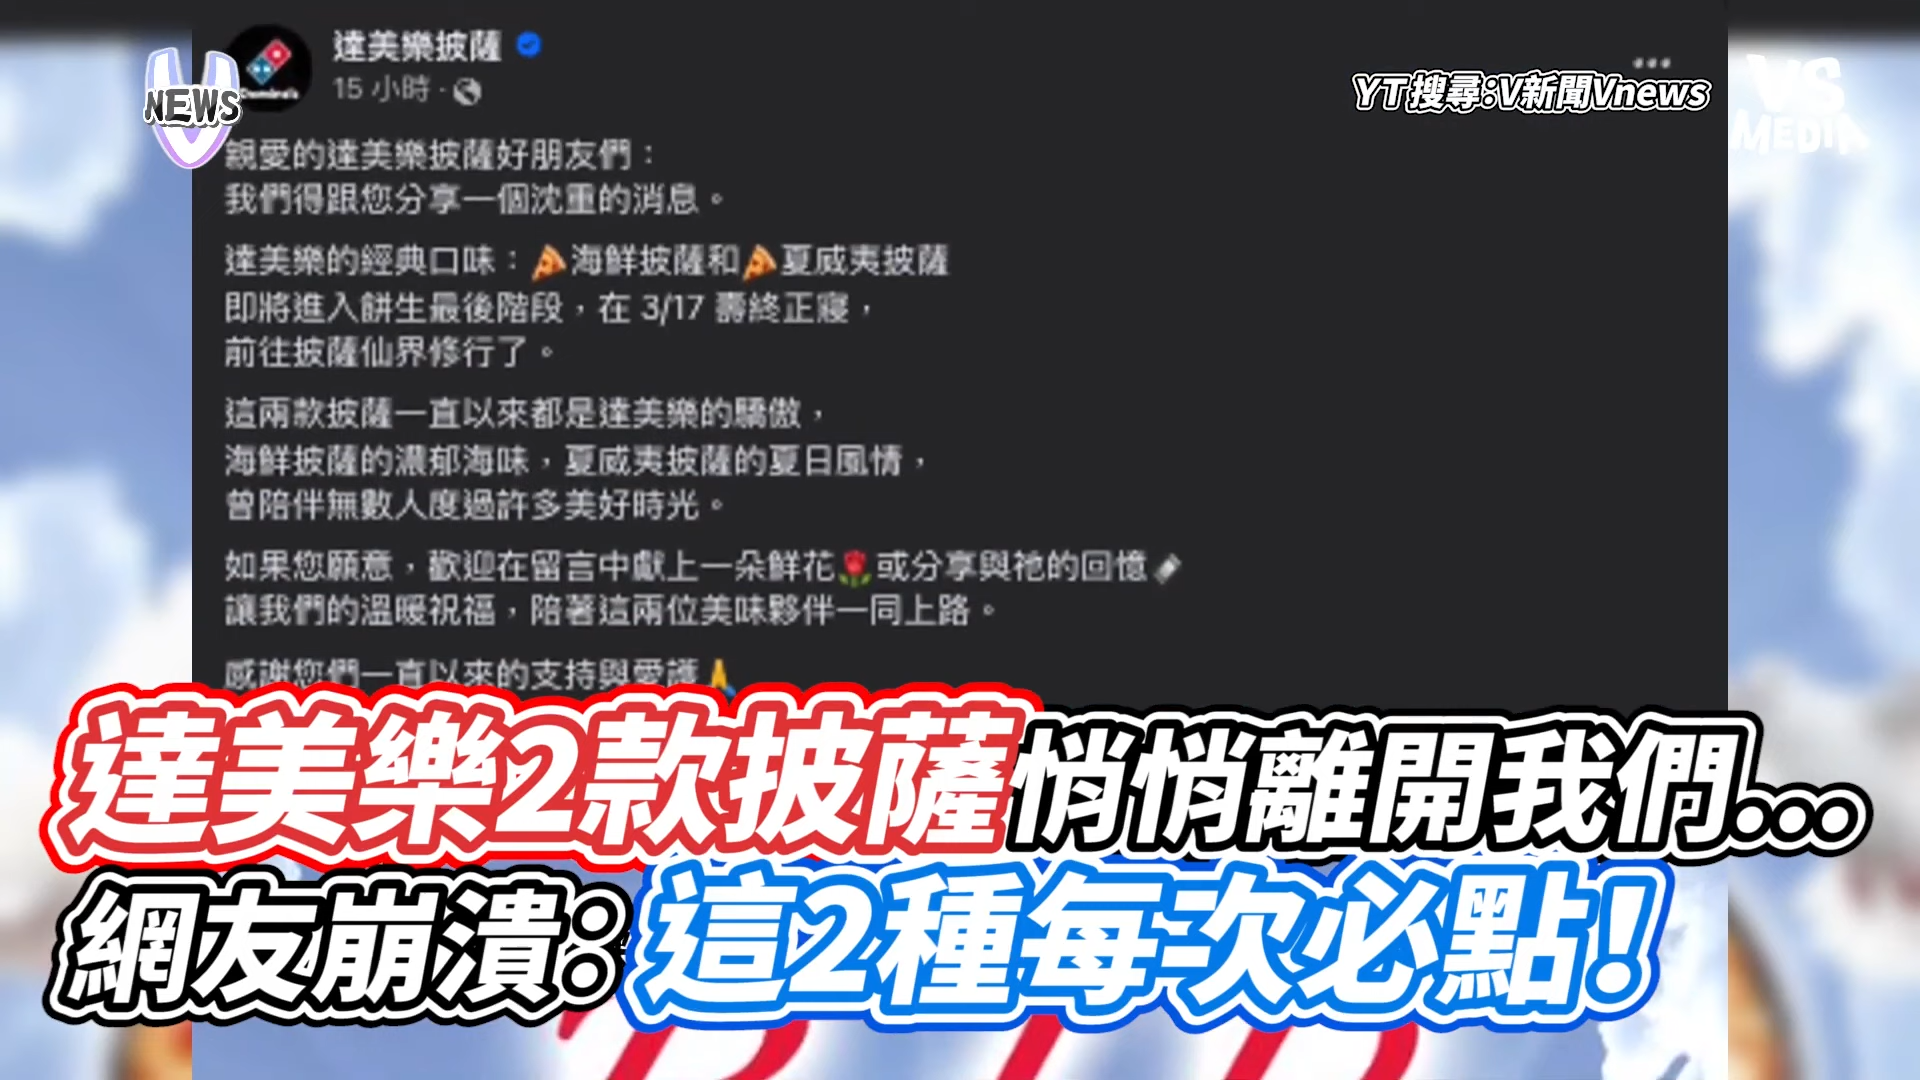 達美樂披薩
15 小時
NEWS
YT搜尋:V新聞Vnews
VS
MEDIA
親愛的達美樂披薩好朋友們：
我們得跟您分享一個沈重的消息。
達美樂的經典口味：🍕海鮮披薩和🍕夏威夷披薩
即將進入餅生最後階段，在 3/17 壽終正寢，
前往披薩仙界修行了。
這兩款披薩一直以來都是達美樂的驕傲，
海鮮披薩的濃郁海味，夏威夷披薩的夏日風情，
曾陪伴無數人度過許多美好時光。
如果您願意，歡迎在留言中獻上一朵鮮花🌹或分享與祂的回憶
讓我們的溫暖祝福，陪著這兩位美味夥伴一同上路。
感謝您們一直以來的支持與愛護🙏
達美樂2款披薩悄悄離開我們...
網友崩潰:這2種每次必點!